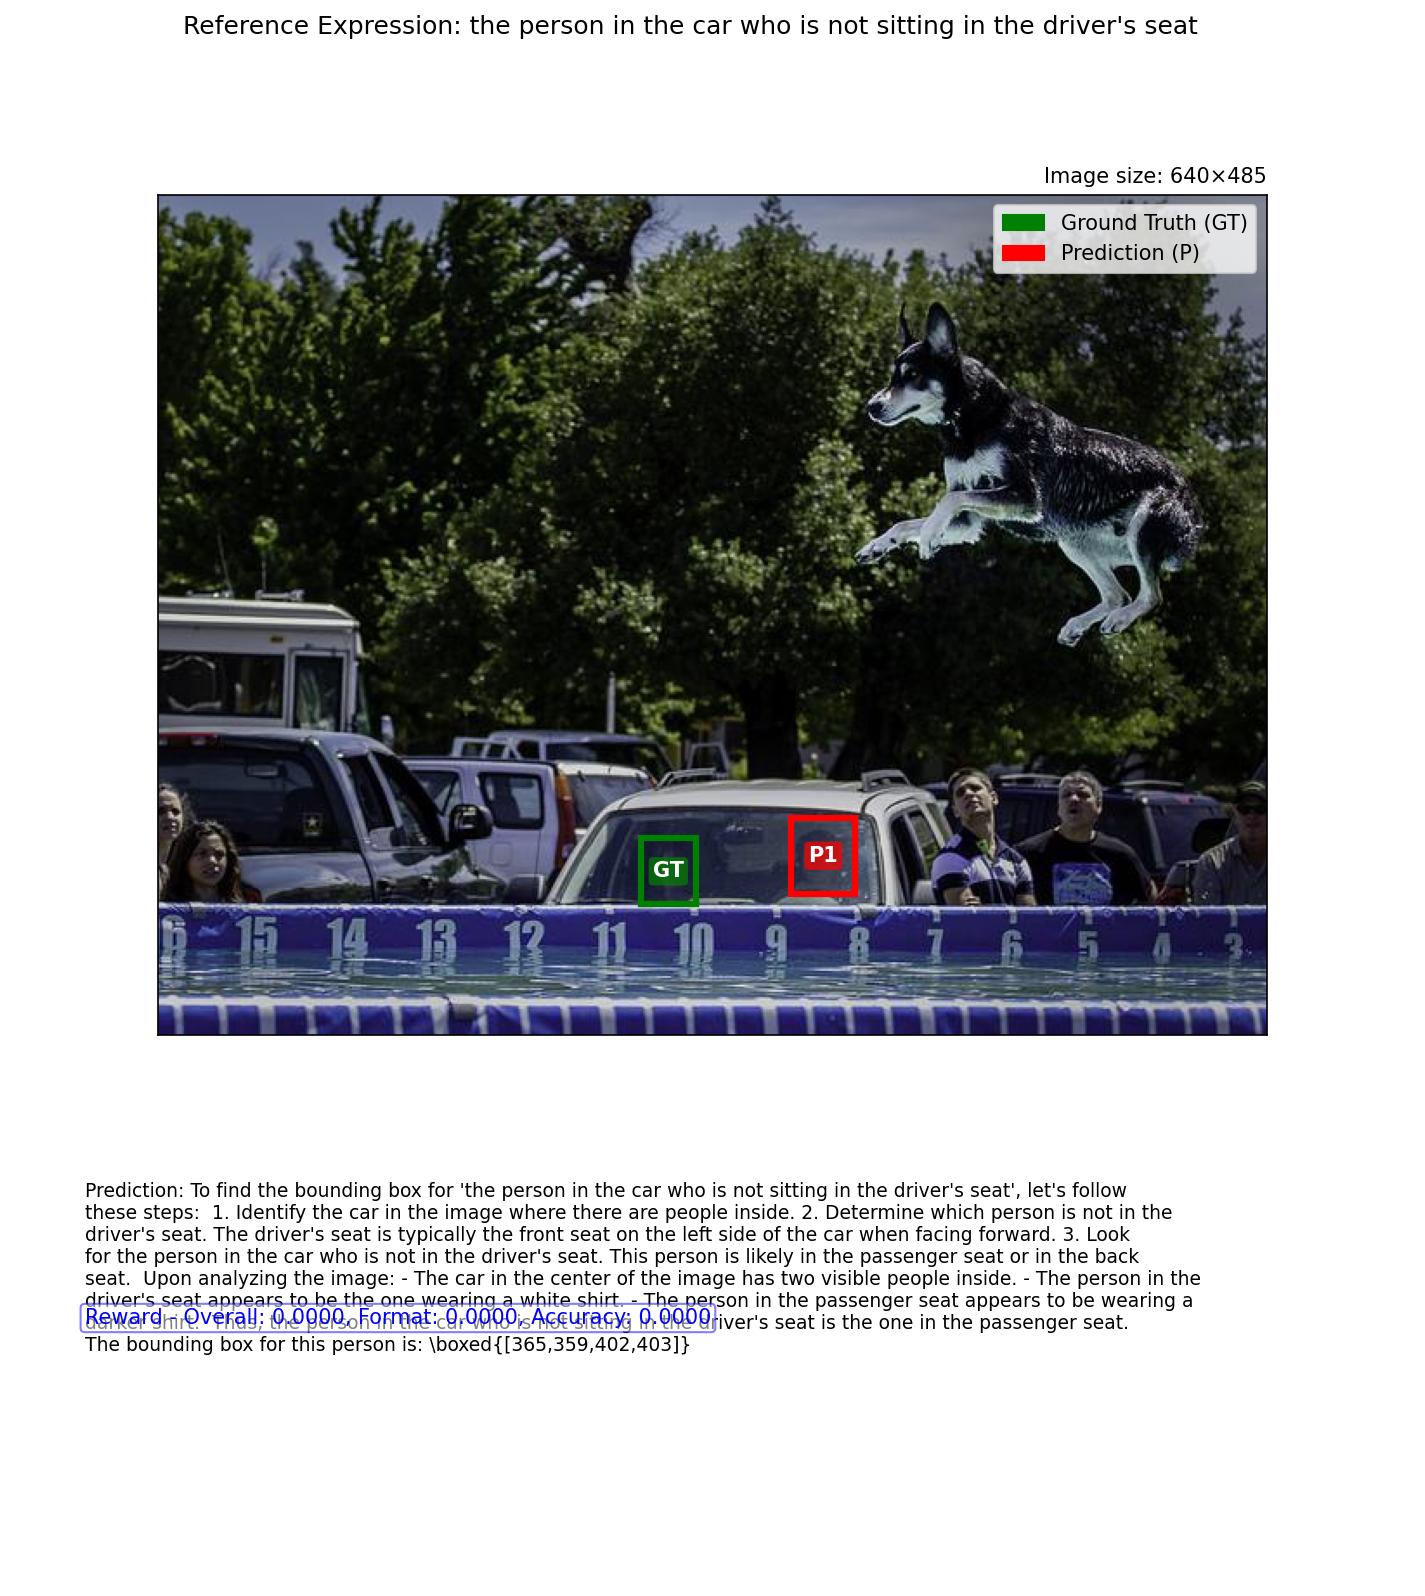 Reference Expression: the person in the car who is not sitting in the driver's seat
Image size: 640×485
Ground Truth (GT)
Prediction (P)
GT
P1
6 15 14 13 12 11 10 9 8 7 6 5 4 3
Prediction: To find the bounding box for 'the person in the car who is not sitting in the driver's seat', let's follow
these steps:  1. Identify the car in the image where there are people inside. 2. Determine which person is not in the
driver's seat. The driver's seat is typically the front seat on the left side of the car when facing forward. 3. Look
for the person in the car who is not in the driver's seat. This person is likely in the passenger seat or in the back
seat.  Upon analyzing the image: - The car in the center of the image has two visible people inside. - The person in the
driver's seat appears to be the one wearing a white shirt. - The person in the passenger seat appears to be wearing a
Reward - Overall: 0.0000, Format: 0.0000, Accuracy: 0.0000
darker shirt.  Thus, the person in the car who is not sitting in the driver's seat is the one in the passenger seat.
The bounding box for this person is: \boxed{[365,359,402,403]}